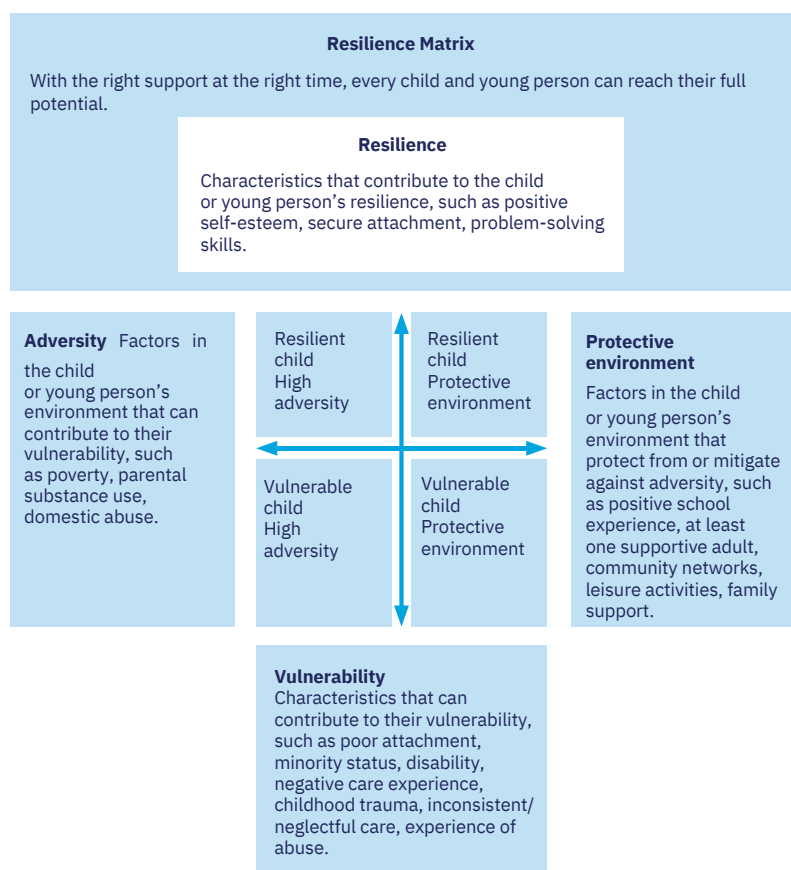 Resilience Matrix
With the right support at the right time, every child and young person can reach their full
potential.
Resilience
Characteristics that contribute to the child
or young person’s resilience, such as positive
self-esteem, secure attachment, problem-solving
skills.
Adversity Factors in
the child
or young person’s
environment that can
contribute to their
vulnerability, such
as poverty, parental
substance use,
domestic abuse.
Resilient
child
High
adversity
Resilient
child
Protective
environment
Vulnerable
child
High
adversity
Vulnerable
child
Protective
environment
Protective
environment
Factors in the child
or young person’s
environment that
protect from or mitigate
against adversity, such
as positive school
experience, at least
one supportive adult,
community networks,
leisure activities, family
support.
Vulnerability
Characteristics that can
contribute to their vulnerability,
such as poor attachment,
minority status, disability,
negative care experience,
childhood trauma, inconsistent/
neglectful care, experience of
abuse.